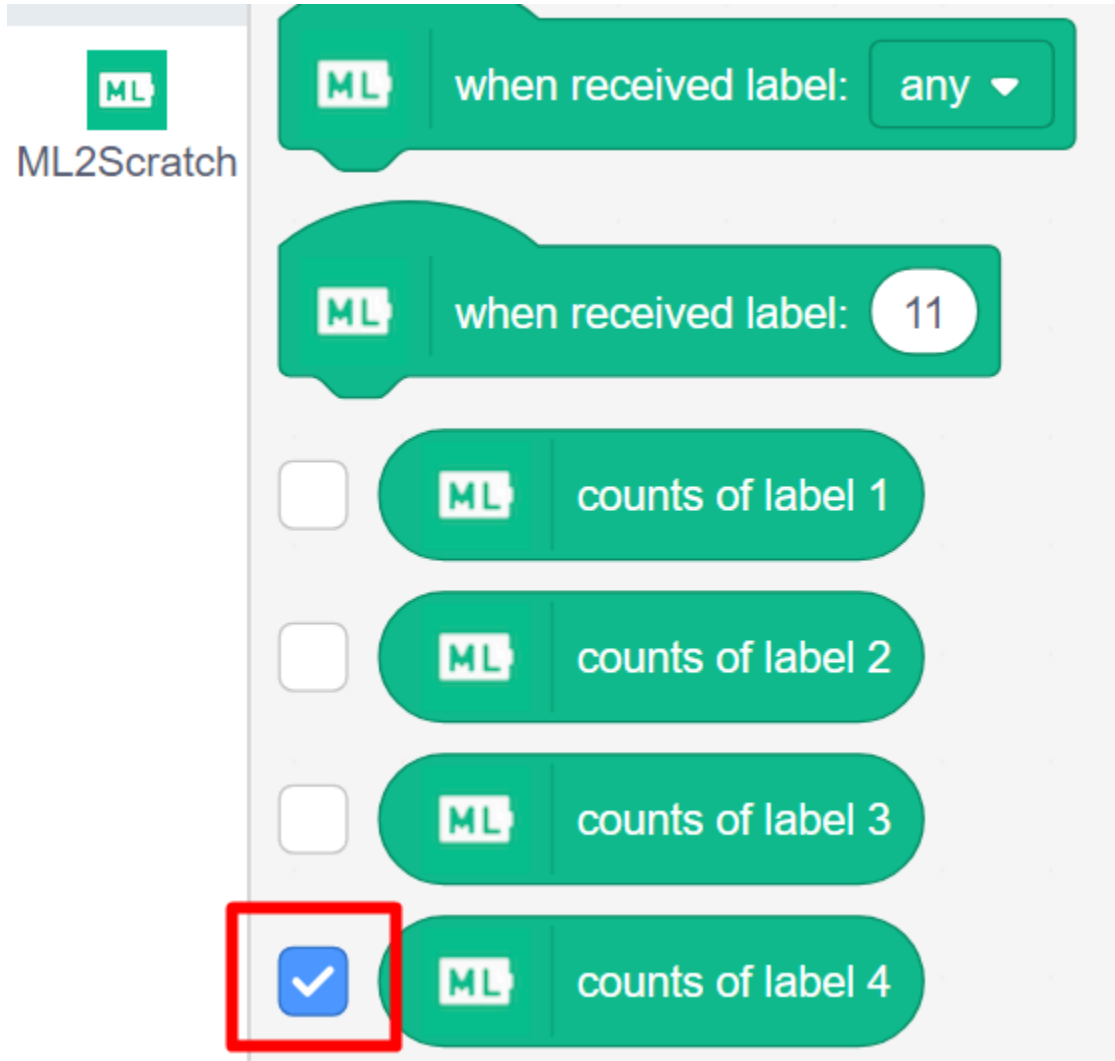 ML when received label: any
ML2Scratch
ML when received label: 11
ML counts of label 1
ML counts of label 2
ML counts of label 3
ML counts of label 4
ML